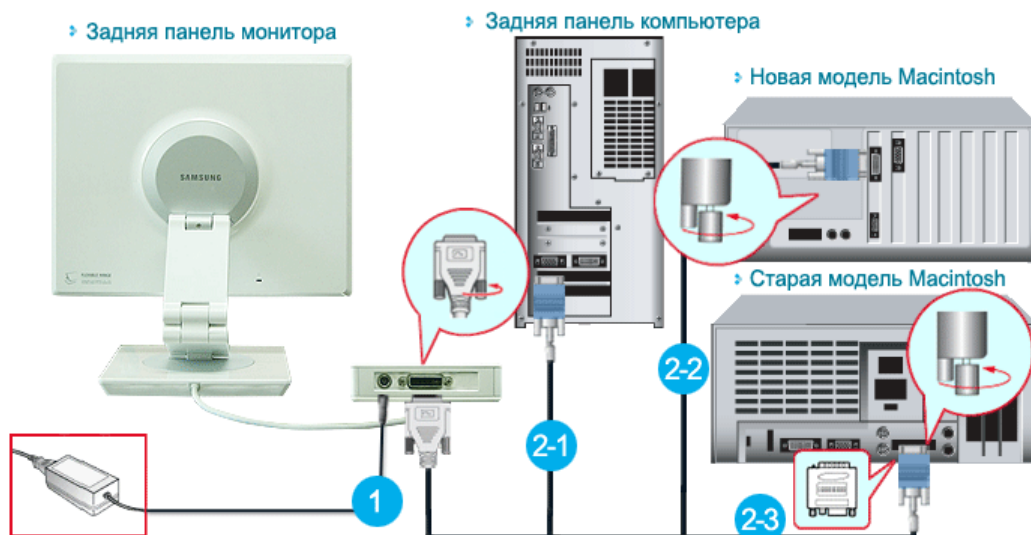 Задняя панель монитора
Задняя панель компьютера
Новая модель Macintosh
SAMSUNG
Старая модель Macintosh
2-2
2-1
1
2-3